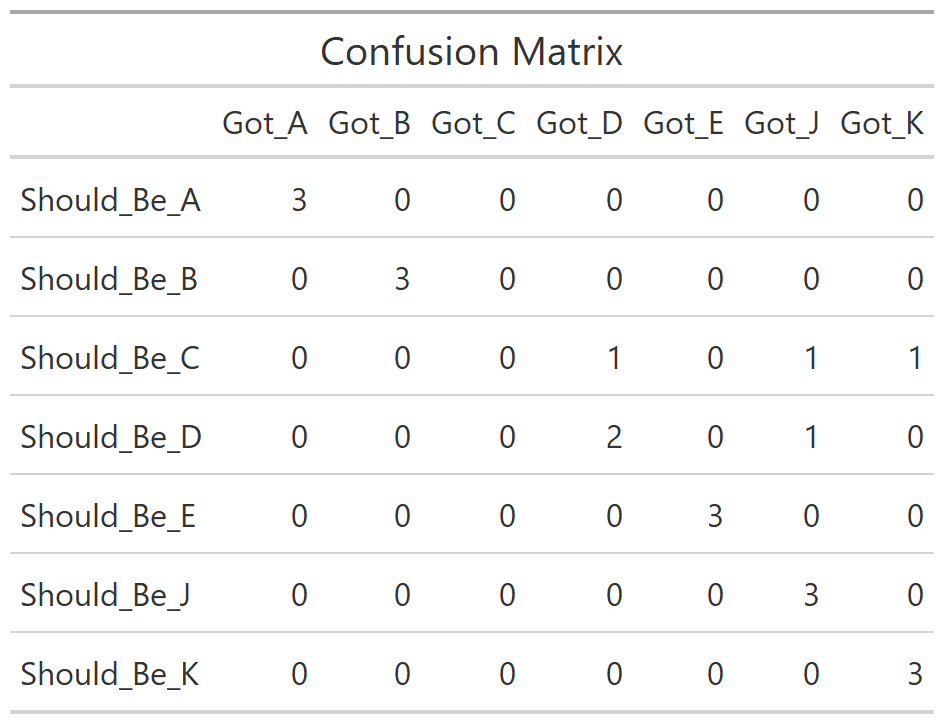 Confusion Matrix
Got_A Got_B Got_C Got_D Got_E Got_J Got_K
Should_Be_A 3 0 0 0 0 0 0
Should_Be_B 0 3 0 0 0 0 0
Should_Be_C 0 0 0 1 0 1 1
Should_Be_D 0 0 0 2 0 1 0
Should_Be_E 0 0 0 0 3 0 0
Should_Be_J 0 0 0 0 0 3 0
Should_Be_K 0 0 0 0 0 0 3